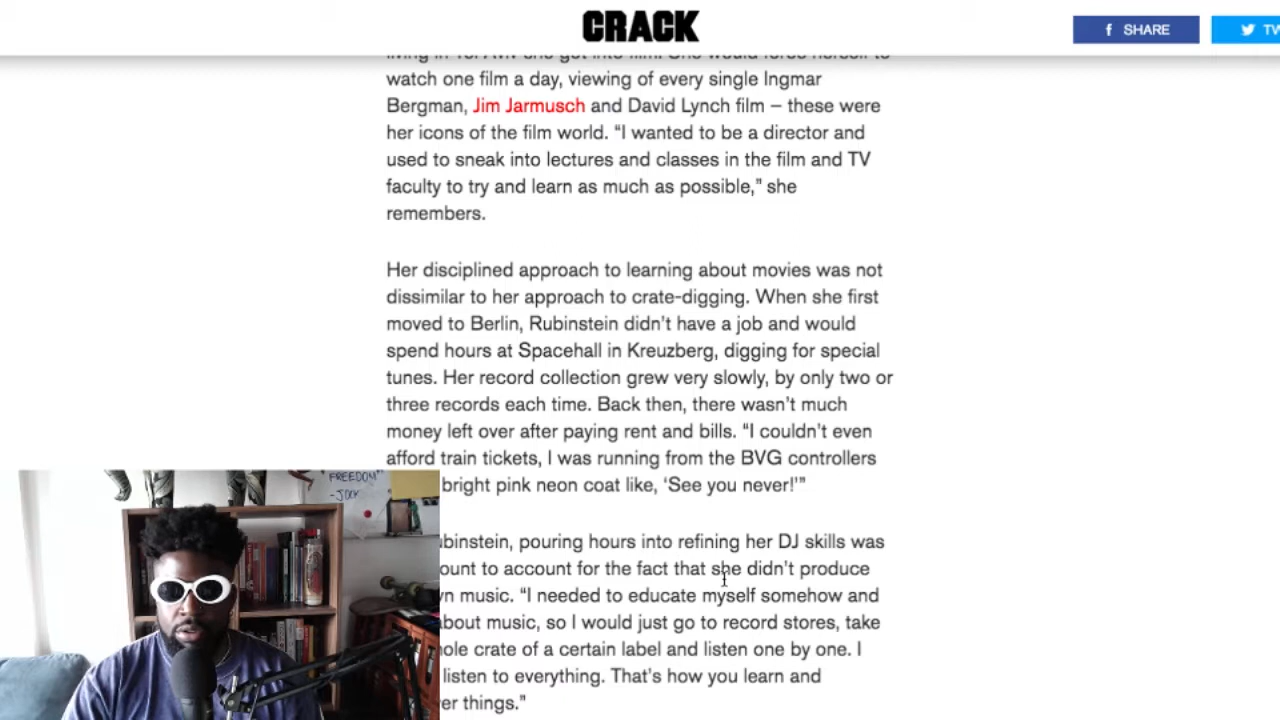 CRACK
SHARE
watch one film a day, viewing of every single Ingmar
Bergman, Jim Jarmusch and David Lynch film – these were
her icons of the film world. “I wanted to be a director and
used to sneak into lectures and classes in the film and TV
faculty to try and learn as much as possible,” she
remembers.
Her disciplined approach to learning about movies was not
dissimilar to her approach to crate-digging. When she first
moved to Berlin, Rubinstein didn’t have a job and would
spend hours at Spacehall in Kreuzberg, digging for special
tunes. Her record collection grew very slowly, by only two or
three records each time. Back then, there wasn’t much
money left over after paying rent and bills. “I couldn’t even
afford train tickets, I was running from the BVG controllers
bright pink neon coat like, ‘See you never!’”
ubinstein, pouring hours into refining her DJ skills was
ount to account for the fact that she didn’t produce
n music. “I needed to educate myself somehow and
about music, so I would just go to record stores, take
ole crate of a certain label and listen one by one. I
listen to everything. That’s how you learn and
er things.”
FREEDOM"